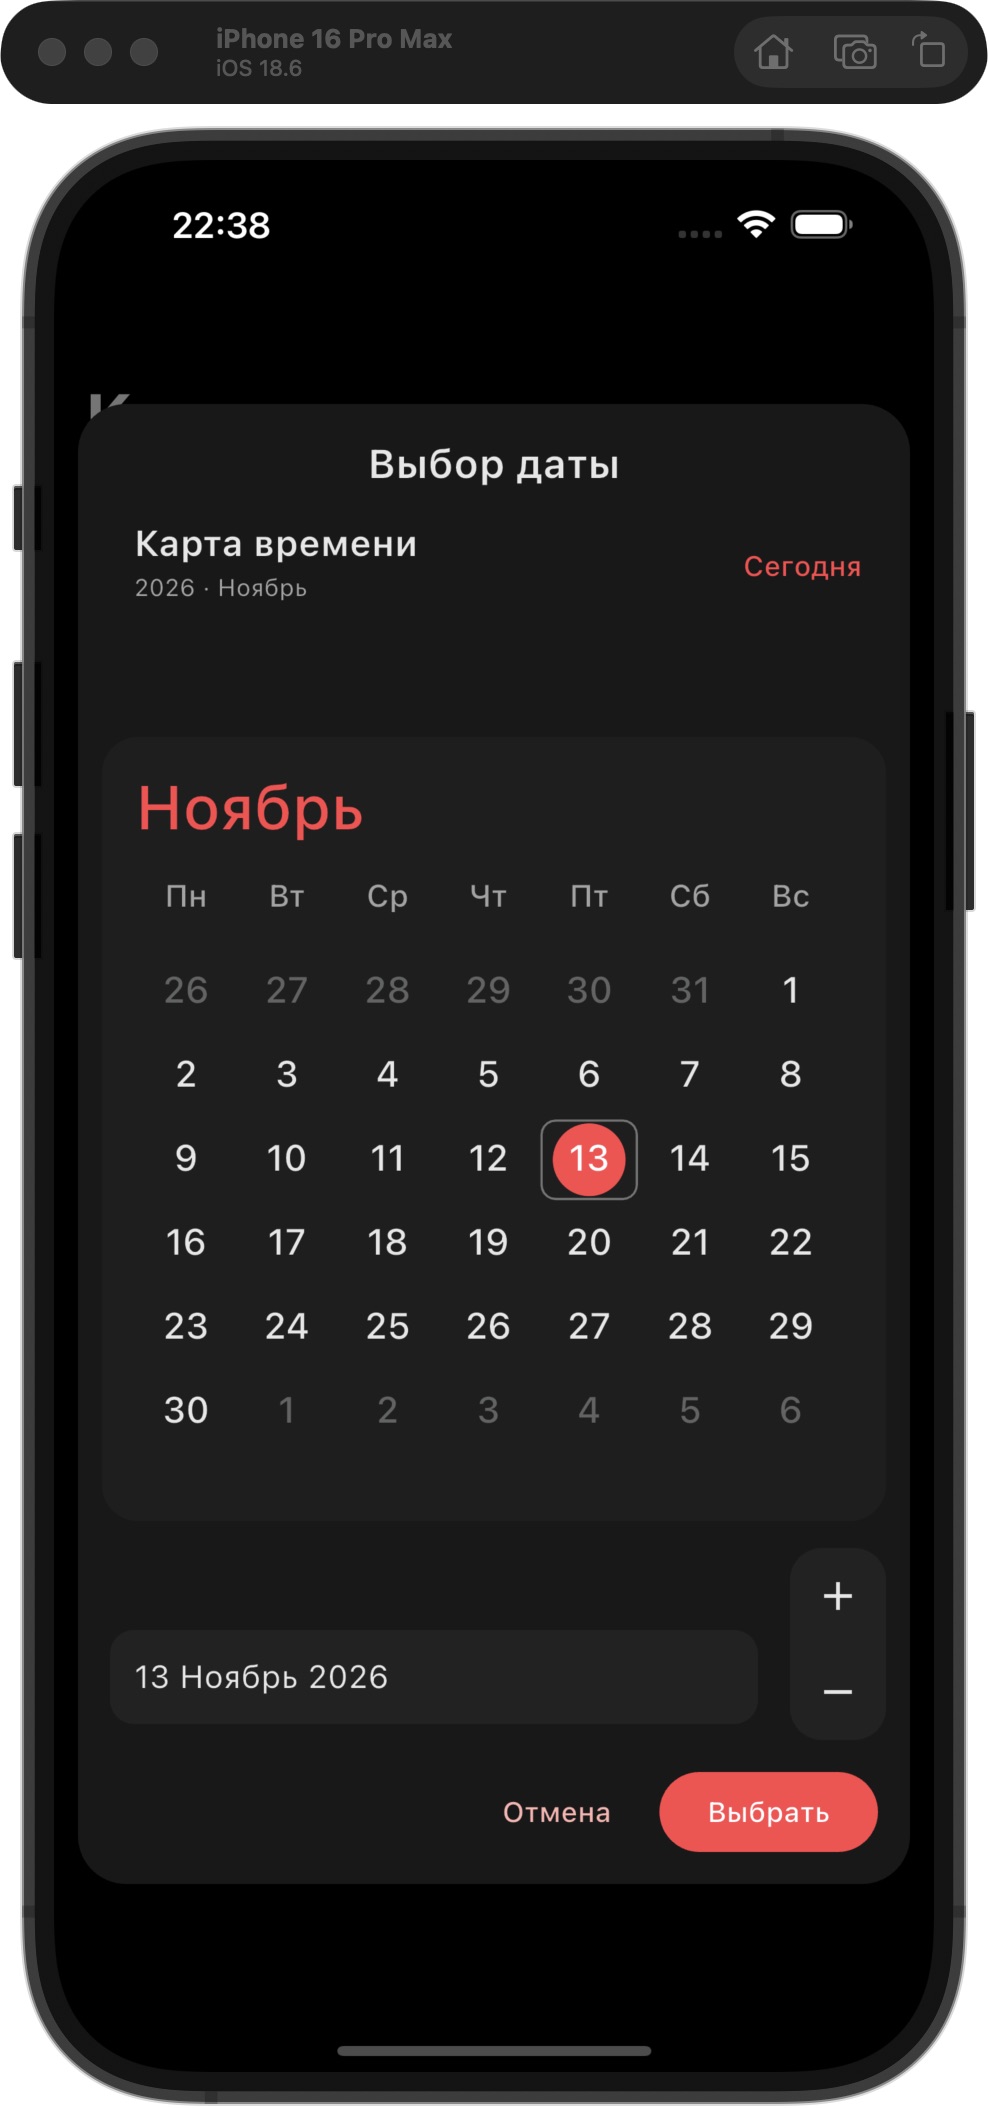 iPhone 16 Pro Max
iOS 18.6
22:38
Выбор даты
Карта времени
2026 · Ноябрь
Сегодня
Ноябрь
Пн Вт Ср Чт Пт Сб Вс
26 27 28 29 30 31 1
2 3 4 5 6 7 8
9 10 11 12 13 14 15
16 17 18 19 20 21 22
23 24 25 26 27 28 29
30 1 2 3 4 5 6
+
13 Ноябрь 2026
−
Отмена Выбрать